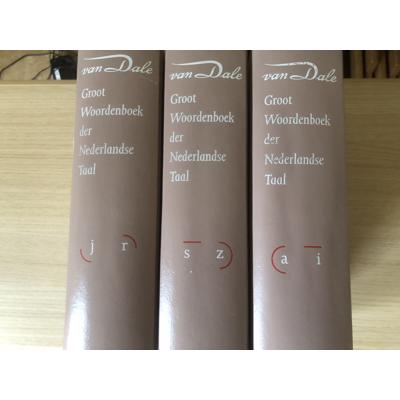 van Dale
Groot
Woordenboek
der
Nederlandse
Taal
j r
van Dale
Groot
Woordenboek
der
Nederlandse
Taal
s z
van Dale
Groot
Woordenboek
der
Nederlandse
Taal
a i